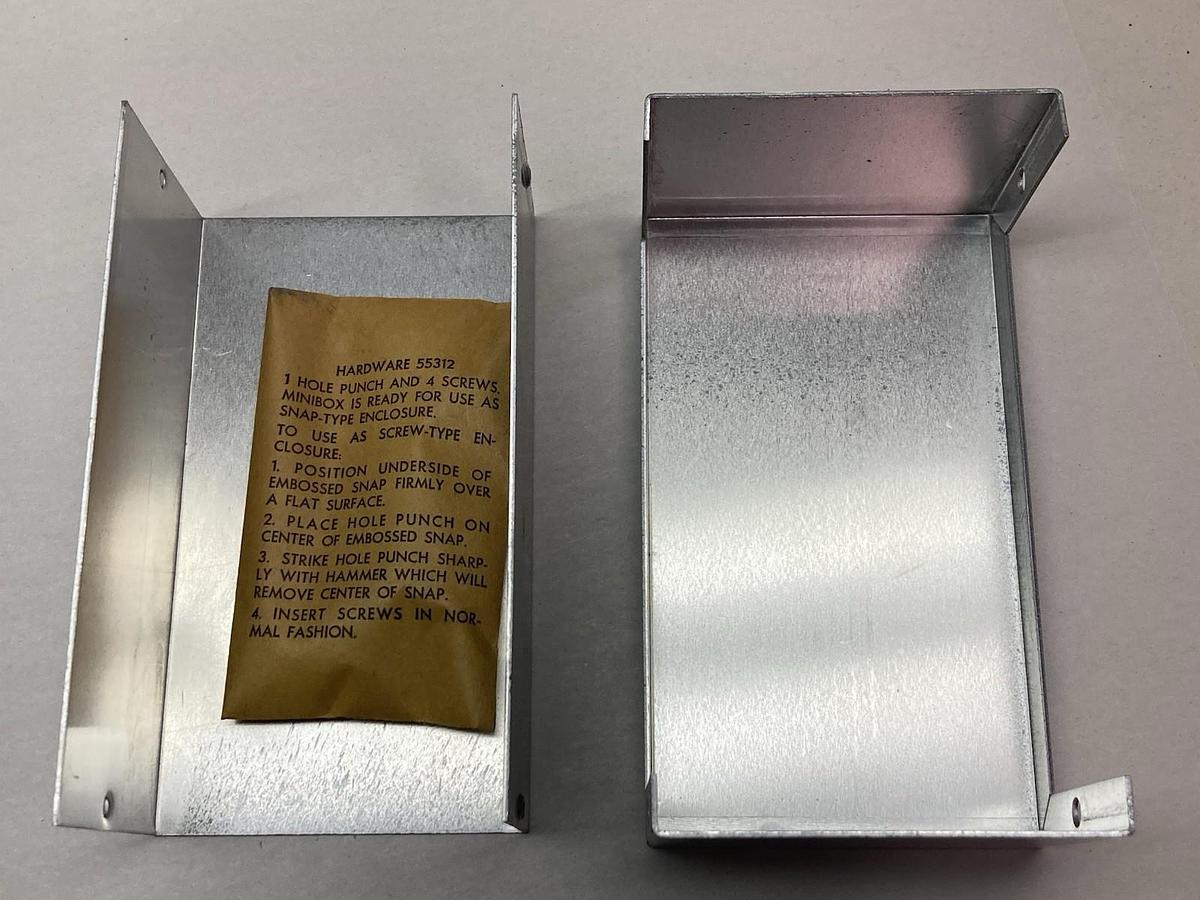 HARDWARE 55312
1 HOLE PUNCH AND 4 SCREWS.
MINIBOX IS READY FOR USE AS
SNAP-TYPE ENCLOSURE.
TO USE AS SCREW-TYPE EN-
CLOSURE:
1. POSITION UNDERSIDE OF
EMBOSSED SNAP FIRMLY OVER
A FLAT SURFACE.
2. PLACE HOLE PUNCH ON
CENTER OF EMBOSSED SNAP.
3. STRIKE HOLE PUNCH SHARP-
LY WITH HAMMER WHICH WILL
REMOVE CENTER OF SNAP.
4. INSERT SCREWS IN NOR-
MAL FASHION.